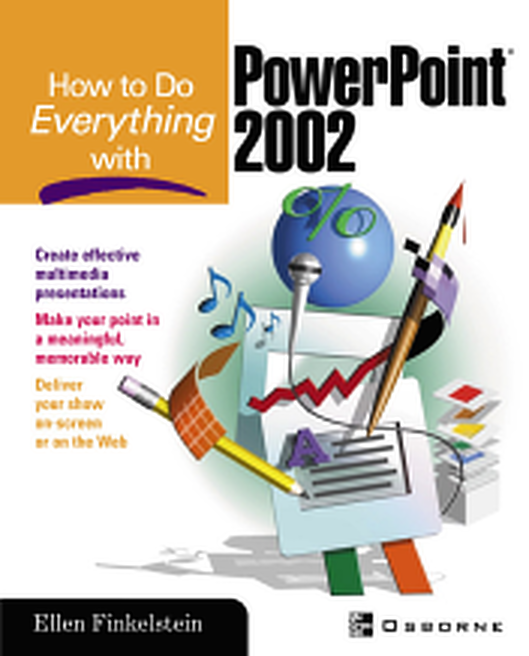 How to Do
Everything
with
PowerPoint
2002
%
Create effective
multimedia
presentations
Make your point in
a meaningful,
memorable way
Deliver
your show
on-screen
or on the Web
A
Ellen Finkelstein
OSBORNE